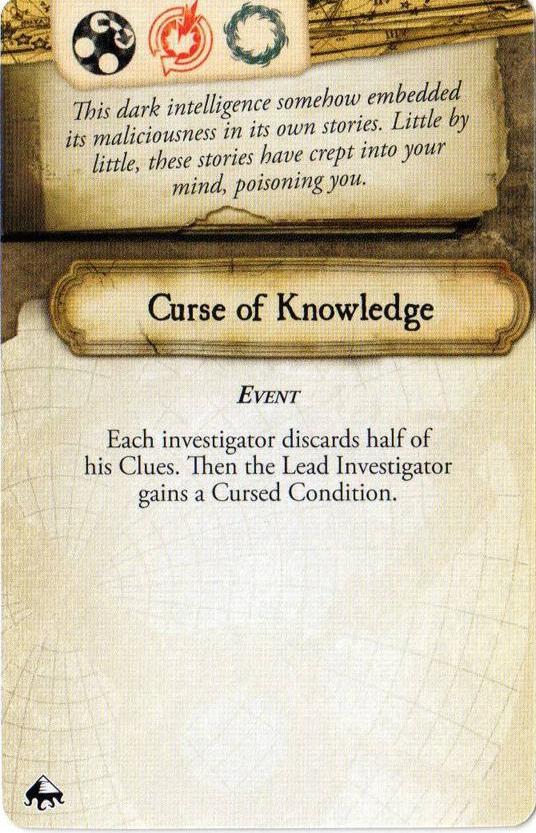 This dark intelligence somehow embedded
its maliciousness in its own stories. Little by
little, these stories have crept into your
mind, poisoning you.
Curse of Knowledge
EVENT
Each investigator discards half of
his Clues. Then the Lead Investigator
gains a Cursed Condition.